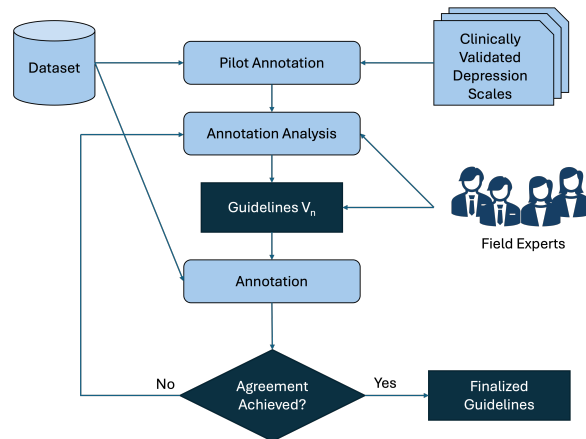 Dataset
Pilot Annotation
Clinically
Validated
Depression
Scales
Annotation Analysis
Guidelines Vn
Field Experts
Annotation
No
Agreement
Achieved?
Yes
Finalized
Guidelines